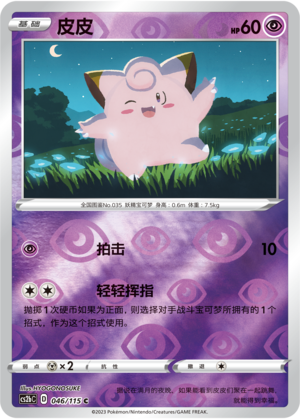 基础
皮皮
HP60
全国图鉴No.035 妖精宝可梦 身高：0.6m 体重：7.5kg
拍击 10
轻轻挥指
抛掷1次硬币如果为正面，则选择对手战斗宝可梦所拥有的1个
招式，作为这个招式使用。
弱点 ×2 抗性 撤退
Illus. HYOGONOSUKE
cs2b C D 046/115 C
©2023 Pokémon/Nintendo/Creatures/GAME FREAK.